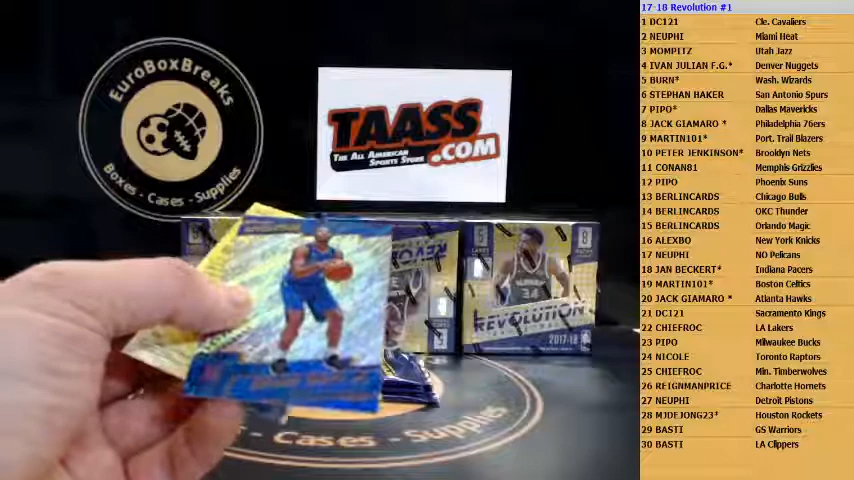 EuroBoxBreaks
Boxes - Cases - Supplies
TAASS
THE ALL AMERICAN
SPORTS STORE
.COM
REVOLUTION
2017-18
- Cases - Supplies
17-18 Revolution #1
1 DC121 Cle. Cavaliers
2 NEUPHI Miami Heat
3 MOMPITZ Utah Jazz
4 IVAN JULIAN F.G.* Denver Nuggets
5 BURN* Wash. Wizards
6 STEPHAN HAKER San Antonio Spurs
7 PIPO* Dallas Mavericks
8 JACK GIAMARO * Philadelphia 76ers
9 MARTIN101* Port. Trail Blazers
10 PETER JENKINSON* Brooklyn Nets
11 CONAN81 Memphis Grizzlies
12 PIPO Phoenix Suns
13 BERLINCARDS Chicago Bulls
14 BERLINCARDS OKC Thunder
15 BERLINCARDS Orlando Magic
16 ALEXBO New York Knicks
17 NEUPHI NO Pelicans
18 JAN BECKERT* Indiana Pacers
19 MARTIN101* Boston Celtics
20 JACK GIAMARO * Atlanta Hawks
21 DC121 Sacramento Kings
22 CHIEFROC LA Lakers
23 PIPO Milwaukee Bucks
24 NICOLE Toronto Raptors
25 CHIEFROC Min. Timberwolves
26 REIGNMANPRICE Charlotte Hornets
27 NEUPHI Detroit Pistons
28 MJDEJONG23* Houston Rockets
29 BASTI GS Warriors
30 BASTI LA Clippers